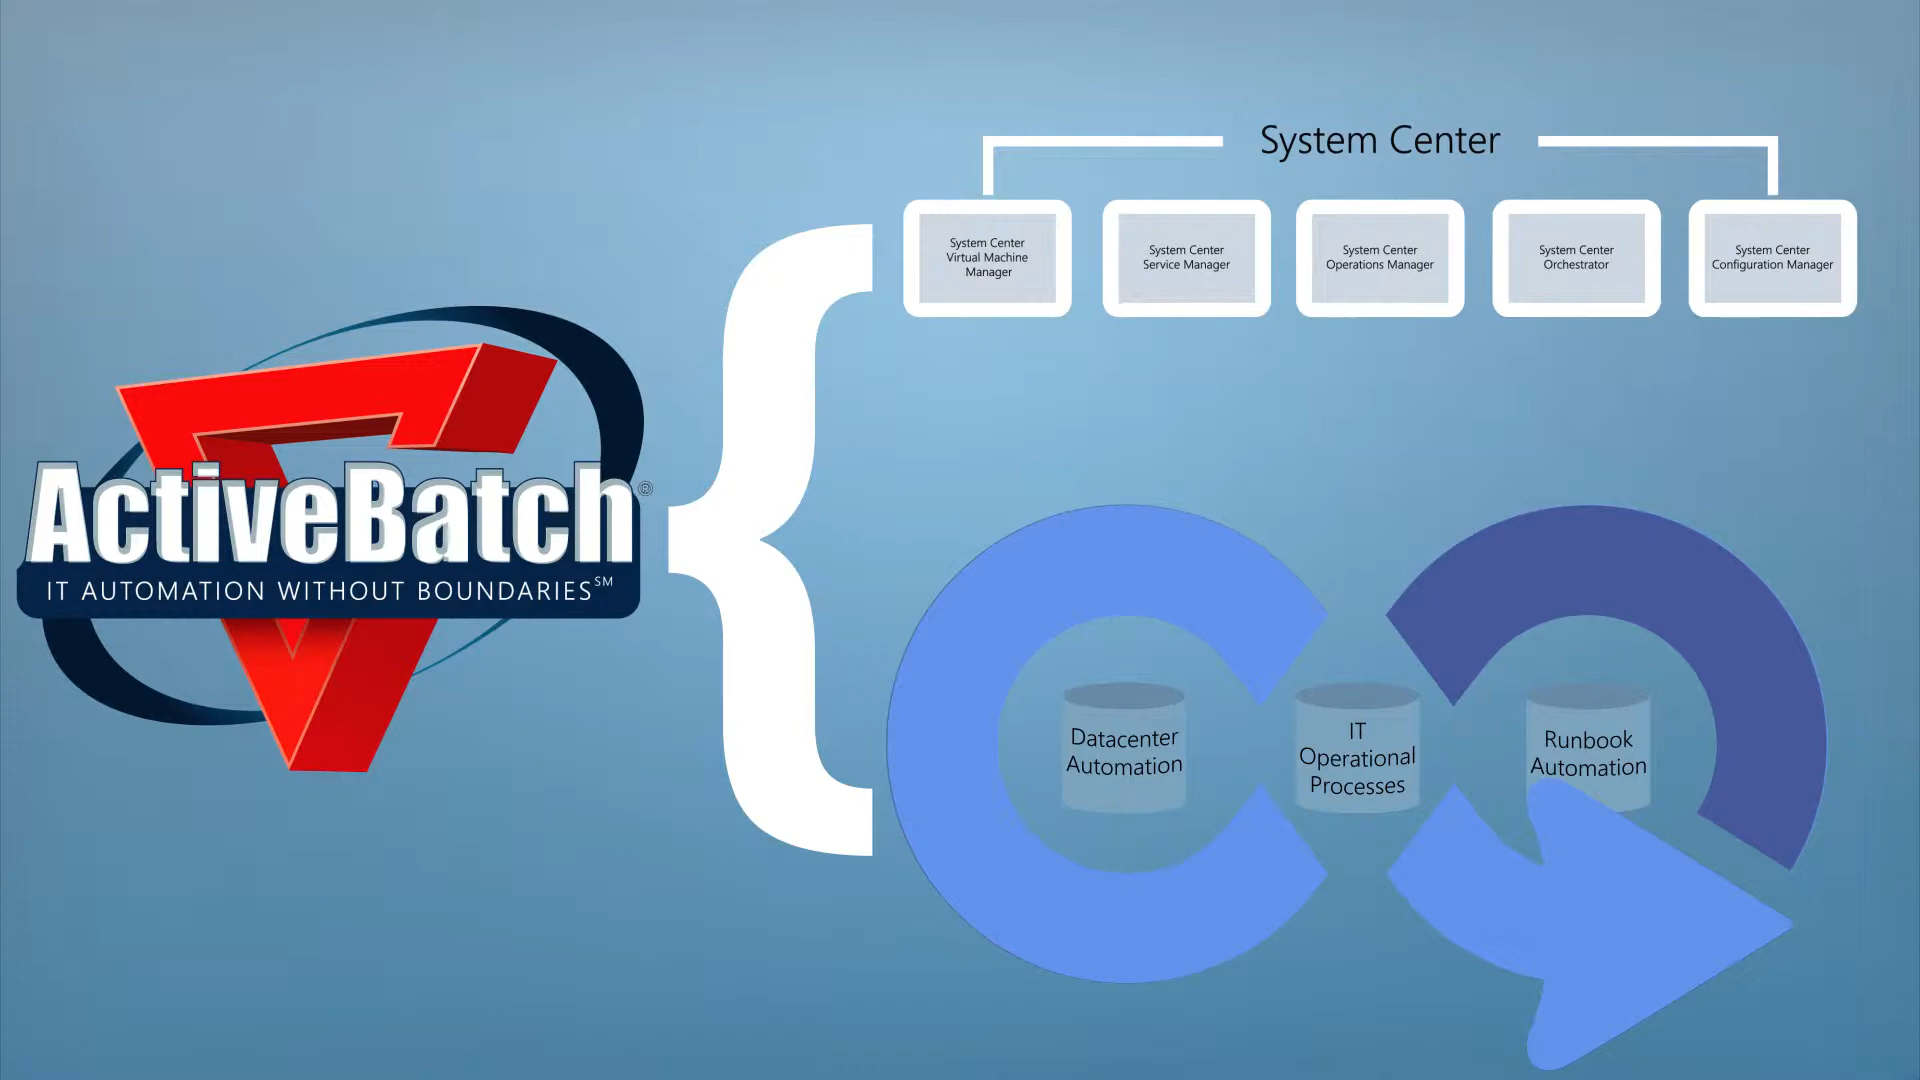 System Center
System Center
Virtual Machine
Manager
System Center
Service Manager
System Center
Operations Manager
System Center
Orchestrator
System Center
Configuration Manager
ActiveBatch®
IT AUTOMATION WITHOUT BOUNDARIES℠
Datacenter
Automation
IT
Operational
Processes
Runbook
Automation